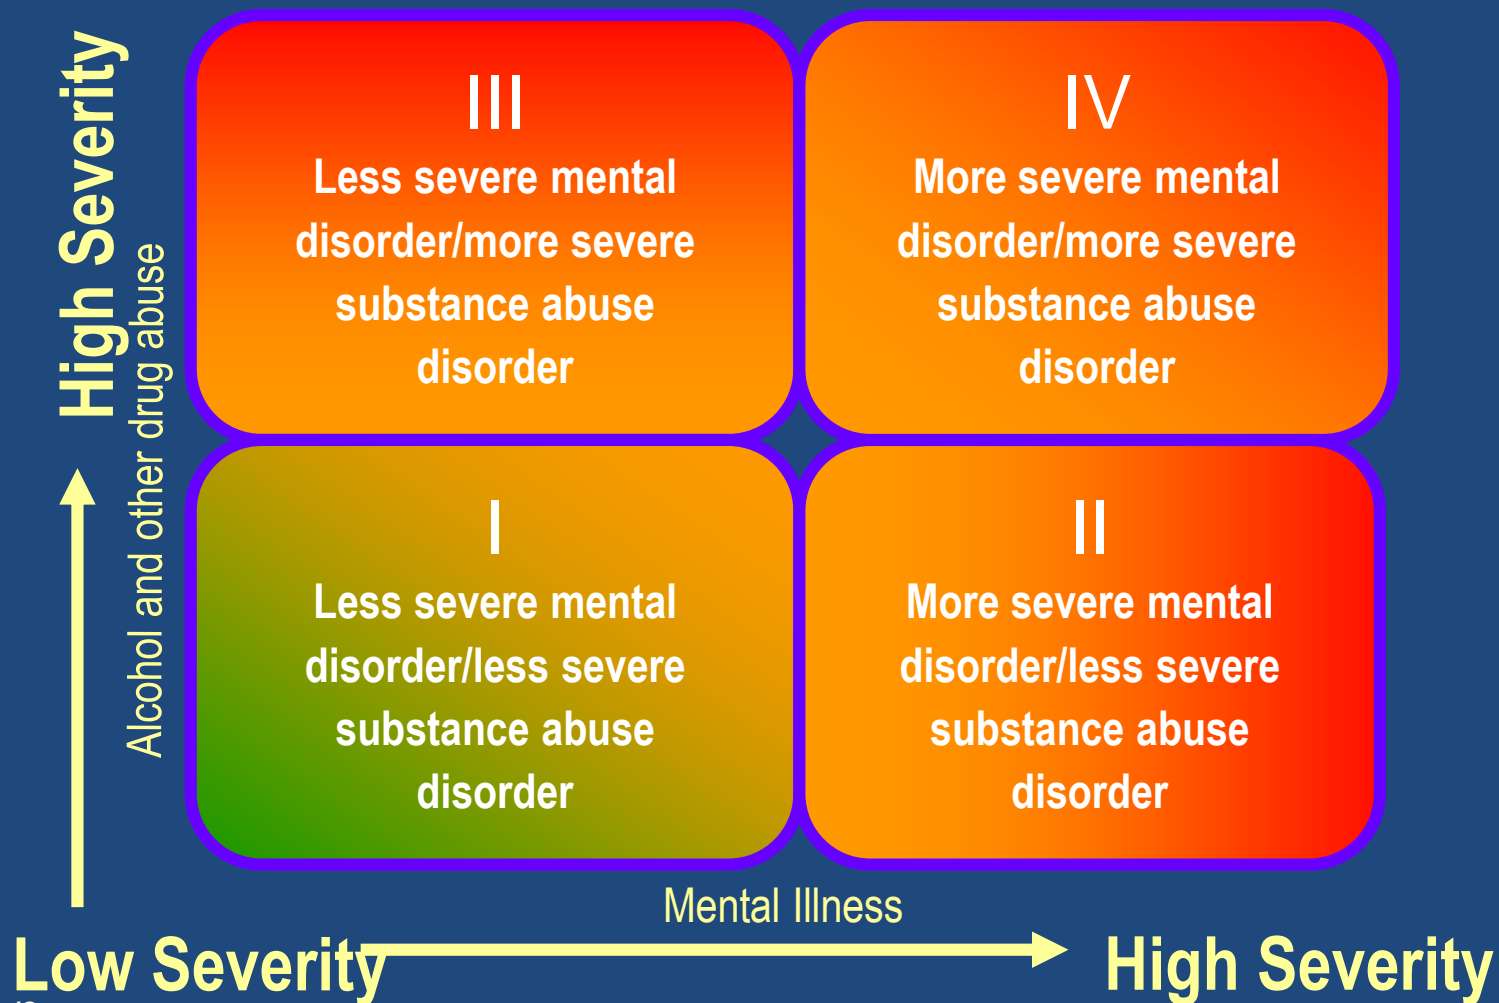 High Severity
Alcohol and other drug abuse
III
Less severe mental
disorder/more severe
substance abuse
disorder
IV
More severe mental
disorder/more severe
substance abuse
disorder
I
Less severe mental
disorder/less severe
substance abuse
disorder
II
More severe mental
disorder/less severe
substance abuse
disorder
Mental Illness
Low Severity
High Severity